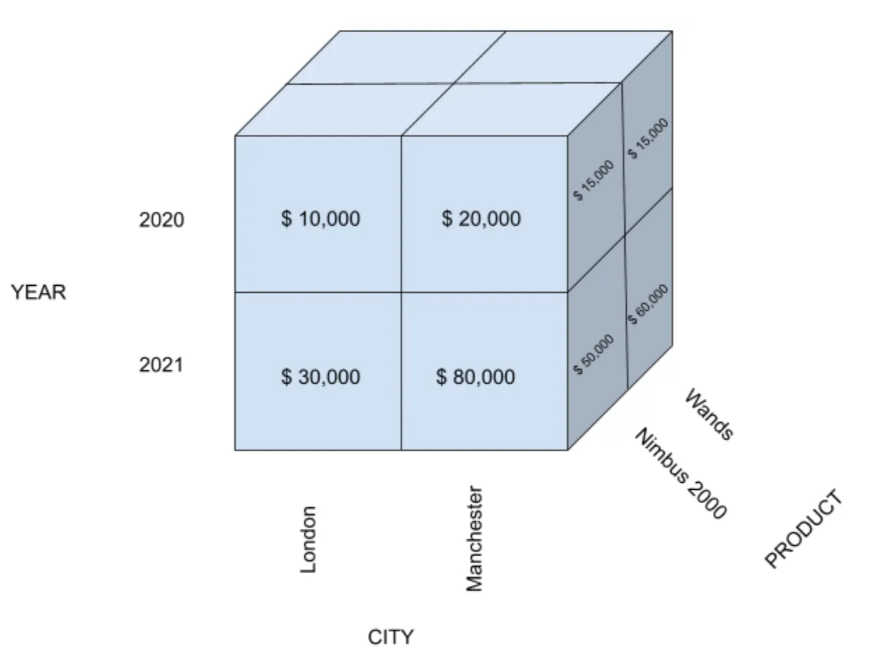 $ 15,000
$ 15,000
2020
$ 10,000
$ 20,000
YEAR
$ 60,000
2021
$ 30,000
$ 80,000
$ 50,000
Wands
Nimbus 2000
London
Manchester
PRODUCT
CITY